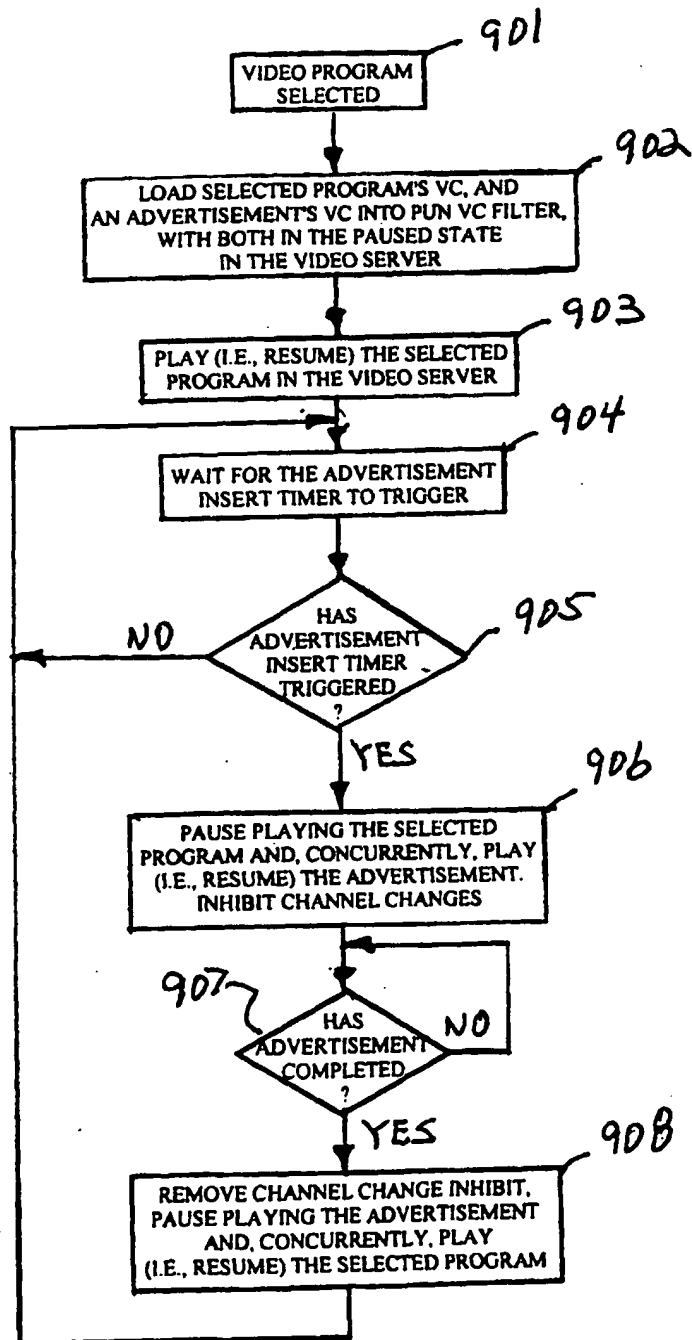 901
VIDEO PROGRAM
SELECTED
902
LOAD SELECTED PROGRAM'S VC, AND
AN ADVERTISEMENT'S VC INTO PUN VC FILTER,
WITH BOTH IN THE PAUSED STATE
IN THE VIDEO SERVER
903
PLAY (I.E., RESUME) THE SELECTED
PROGRAM IN THE VIDEO SERVER
904
WAIT FOR THE ADVERTISEMENT
INSERT TIMER TO TRIGGER
905
NO
HAS
ADVERTISEMENT
INSERT TIMER
TRIGGERED
?
YES
906
PAUSE PLAYING THE SELECTED
PROGRAM AND, CONCURRENTLY, PLAY
(I.E., RESUME) THE ADVERTISEMENT.
INHIBIT CHANNEL CHANGES
907
HAS
ADVERTISEMENT
COMPLETED
?
NO
YES
908
REMOVE CHANNEL CHANGE INHIBIT,
PAUSE PLAYING THE ADVERTISEMENT
AND, CONCURRENTLY, PLAY
(I.E., RESUME) THE SELECTED PROGRAM